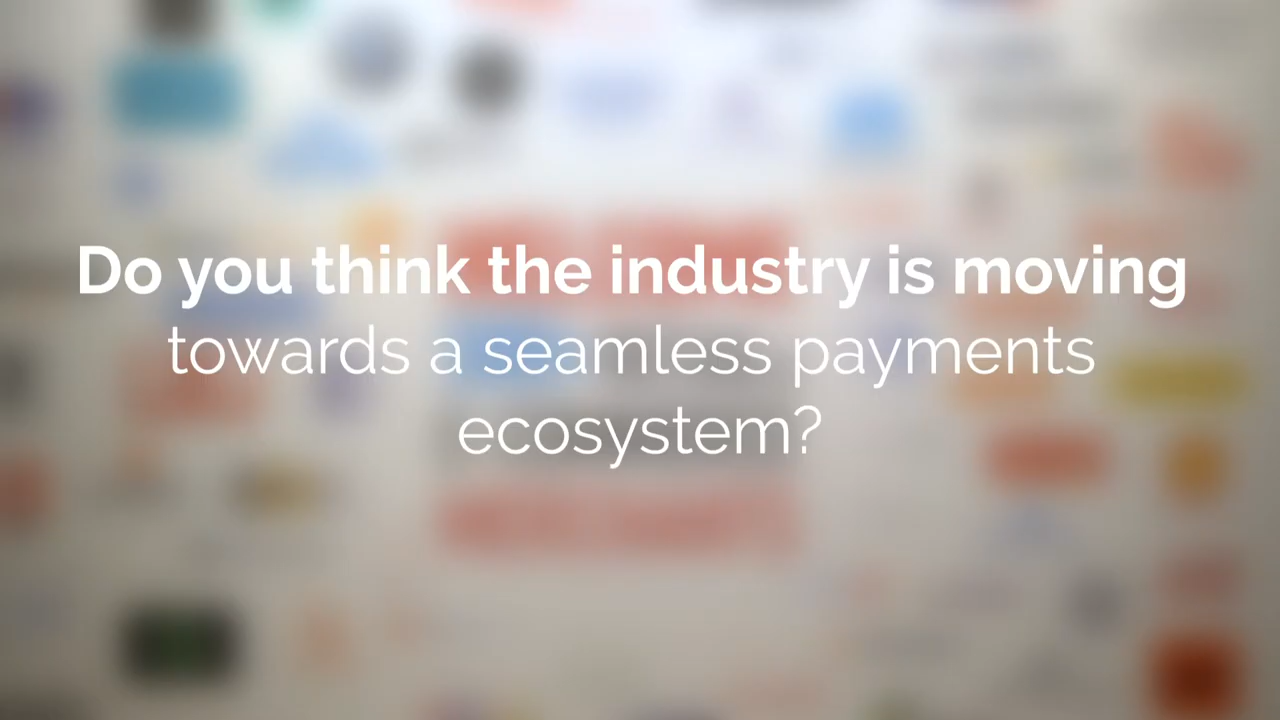 Do you think the industry is moving
towards a seamless payments
ecosystem?